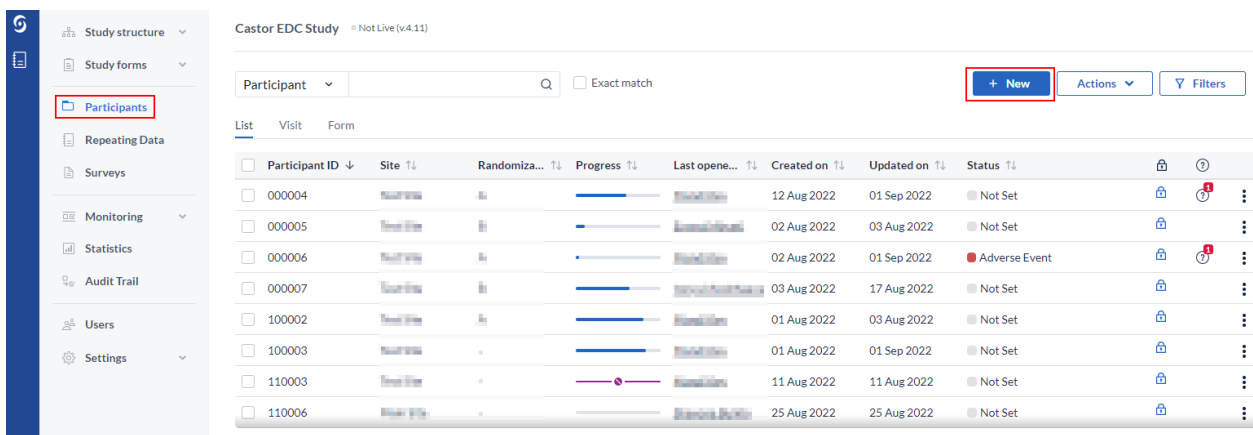 Castor EDC Study Not Live (v.4.11)
Study structure
Study forms
Participants
Repeating Data
Surveys
Monitoring
Statistics
Audit Trail
Users
Settings
Participant Exact match + New Actions Filters
List Visit Form
Participant ID Site Randomiza... Progress Last opene... Created on Updated on Status
000004 12 Aug 2022 01 Sep 2022 Not Set 1
000005 02 Aug 2022 03 Aug 2022 Not Set
000006 02 Aug 2022 01 Sep 2022 Adverse Event 1
000007 03 Aug 2022 17 Aug 2022 Not Set
100002 01 Aug 2022 03 Aug 2022 Not Set
100003 01 Aug 2022 01 Sep 2022 Not Set
110003 11 Aug 2022 11 Aug 2022 Not Set
110006 25 Aug 2022 25 Aug 2022 Not Set